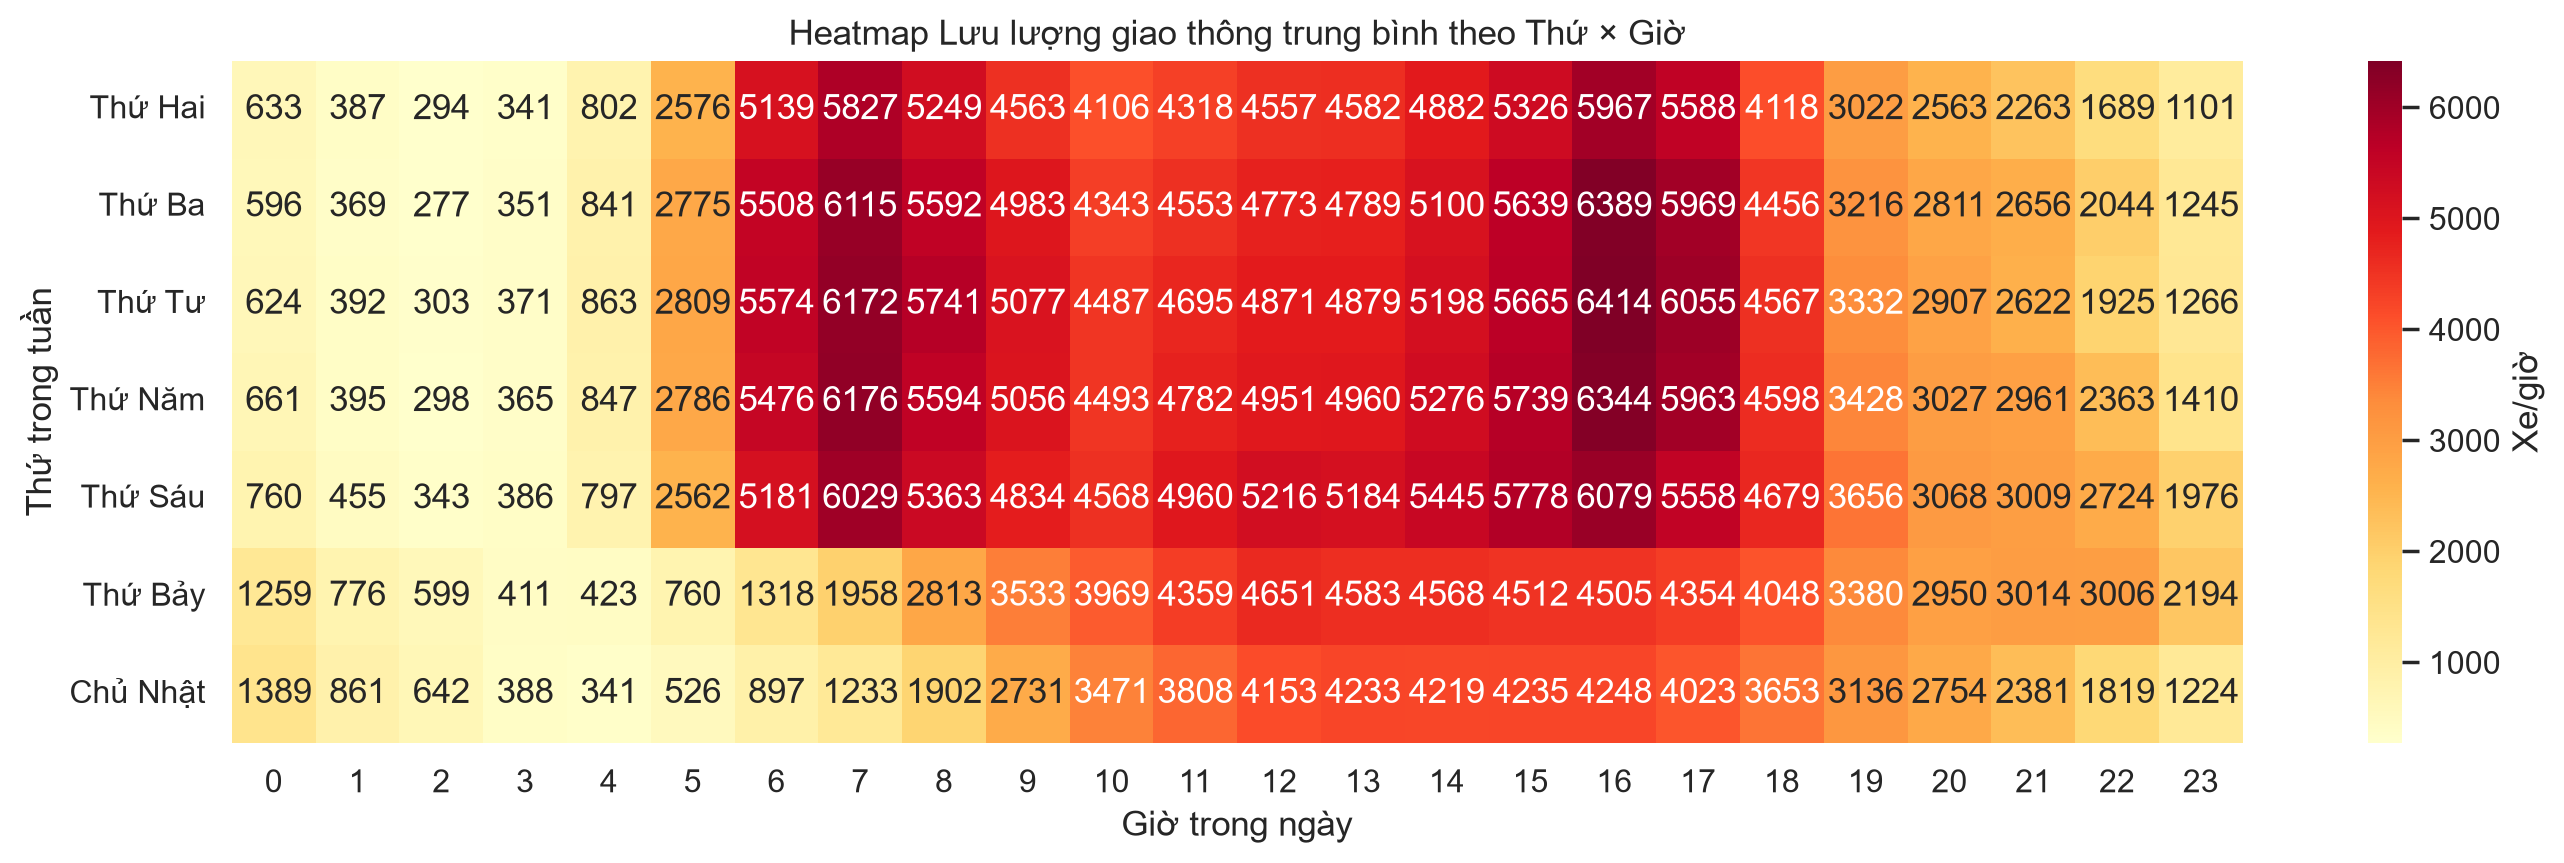 Heatmap Lưu lượng giao thông trung bình theo Thứ × Giờ
Thứ trong tuần
Thứ Hai 633 387 294 341 802 2576 5139 5827 5249 4563 4106 4318 4557 4582 4882 5326 5967 5588 4118 3022 2563 2263 1689 1101
Thứ Ba 596 369 277 351 841 2775 5508 6115 5592 4983 4343 4553 4773 4789 5100 5639 6389 5969 4456 3216 2811 2656 2044 1245
Thứ Tư 624 392 303 371 863 2809 5574 6172 5741 5077 4487 4695 4871 4879 5198 5665 6414 6055 4567 3332 2907 2622 1925 1266
Thứ Năm 661 395 298 365 847 2786 5476 6176 5594 5056 4493 4782 4951 4960 5276 5739 6344 5963 4598 3428 3027 2961 2363 1410
Thứ Sáu 760 455 343 386 797 2562 5181 6029 5363 4834 4568 4960 5216 5184 5445 5778 6079 5558 4679 3656 3068 3009 2724 1976
Thứ Bảy 1259 776 599 411 423 760 1318 1958 2813 3533 3969 4359 4651 4583 4568 4512 4505 4354 4048 3380 2950 3014 3006 2194
Chủ Nhật 1389 861 642 388 341 526 897 1233 1902 2731 3471 3808 4153 4233 4219 4235 4248 4023 3653 3136 2754 2381 1819 1224
0 1 2 3 4 5 6 7 8 9 10 11 12 13 14 15 16 17 18 19 20 21 22 23
Giờ trong ngày
6000
5000
4000
3000
2000
1000
Xe/giờ